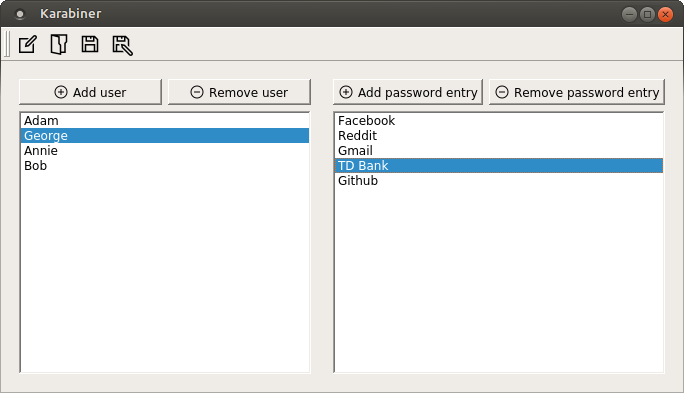 Karabiner
Add user
Remove user
Add password entry
Remove password entry
Adam
George
Annie
Bob
Facebook
Reddit
Gmail
TD Bank
Github